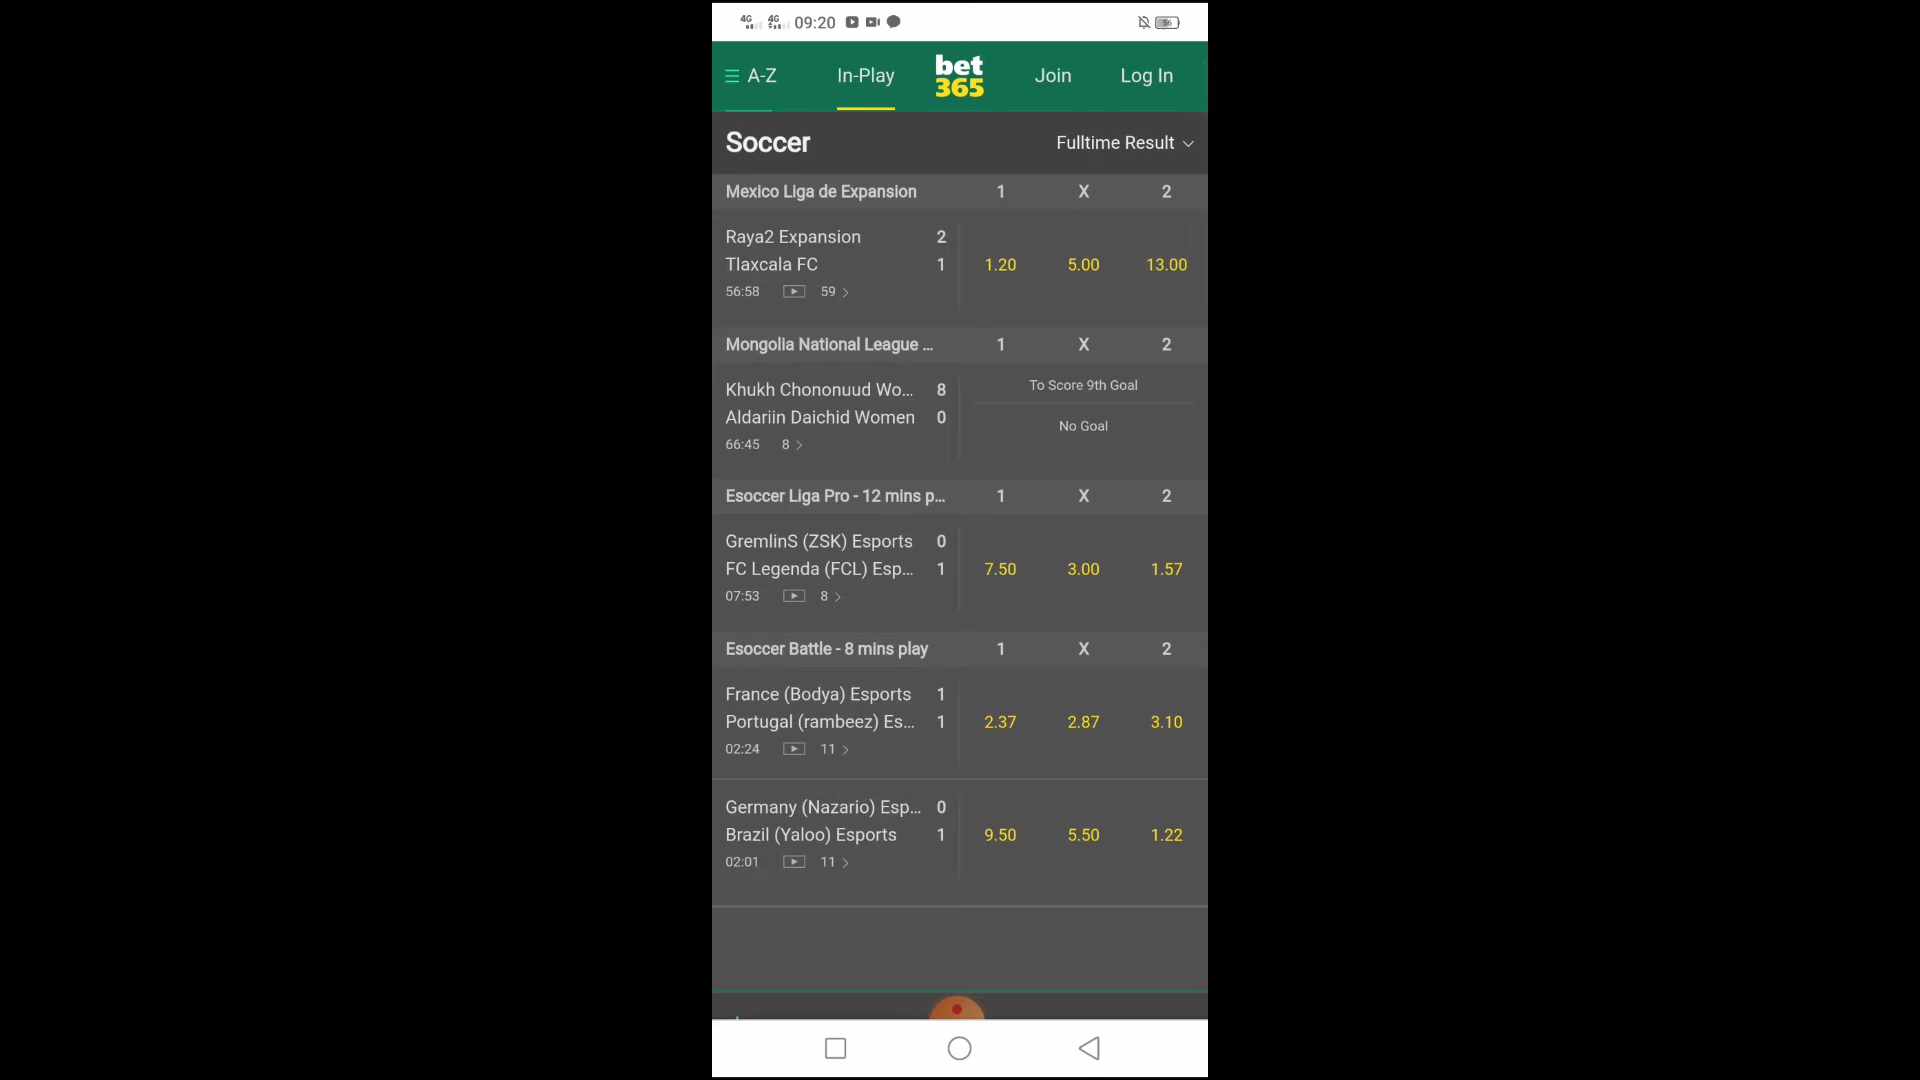 4G 4G 09:20 56
A-Z In-Play bet365 Join Log In
Soccer Fulltime Result
Mexico Liga de Expansion 1 X 2
Raya2 Expansion 2
Tlaxcala FC 1 1.20 5.00 13.00
56:58 59
Mongolia National League ... 1 X 2
Khukh Chononuud Wo... 8 To Score 9th Goal
Aldariin Daichid Women 0 No Goal
66:45 8
Esoccer Liga Pro - 12 mins p... 1 X 2
GremlinS (ZSK) Esports 0
FC Legenda (FCL) Esp... 1 7.50 3.00 1.57
07:53 8
Esoccer Battle - 8 mins play 1 X 2
France (Bodya) Esports 1
Portugal (rambeez) Es... 1 2.37 2.87 3.10
02:24 11
Germany (Nazario) Esp... 0
Brazil (Yaloo) Esports 1 9.50 5.50 1.22
02:01 11